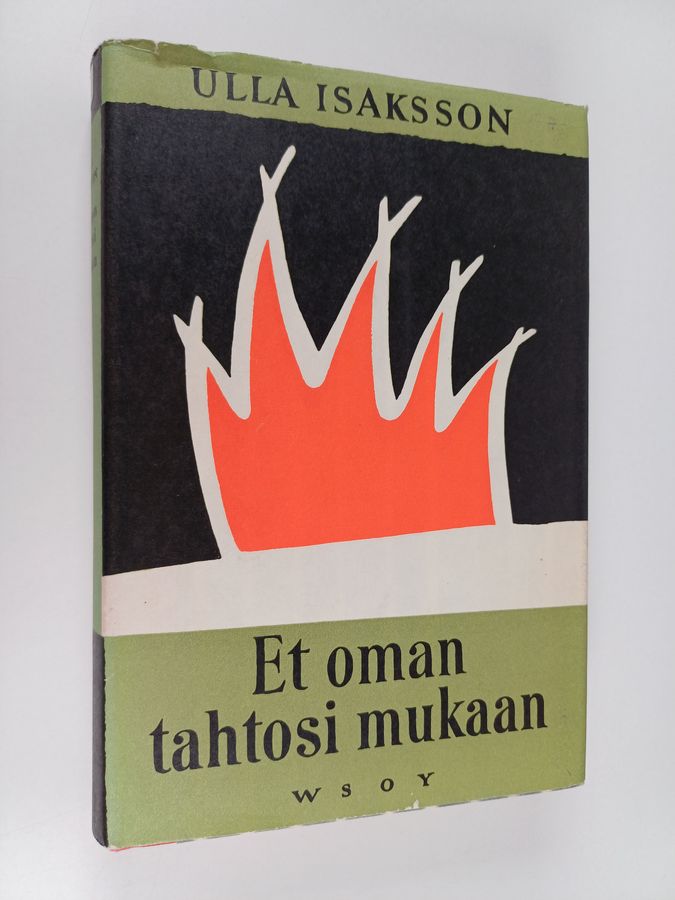 ULLA ISAKSSON
Et oman
tahtosi mukaan
WSOY